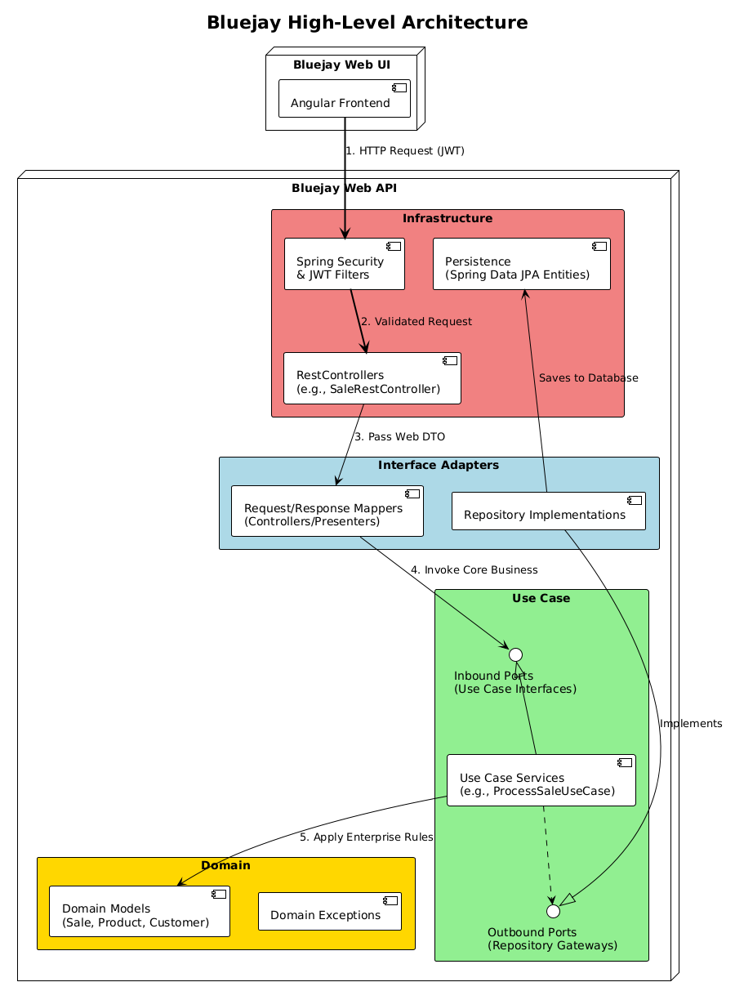 Bluejay High-Level Architecture
Bluejay Web UI
Angular Frontend
1. HTTP Request (JWT)
Bluejay Web API
Infrastructure
Spring Security
& JWT Filters
Persistence
(Spring Data JPA Entities)
2. Validated Request
RestControllers
(e.g., SaleRestController)
Saves to Database
3. Pass Web DTO
Interface Adapters
Request/Response Mappers
(Controllers/Presenters)
Repository Implementations
4. Invoke Core Business
Use Case
Inbound Ports
(Use Case Interfaces)
Implements
Use Case Services
(e.g., ProcessSaleUseCase)
5. Apply Enterprise Rules
Domain
Domain Models
(Sale, Product, Customer)
Domain Exceptions
Outbound Ports
(Repository Gateways)